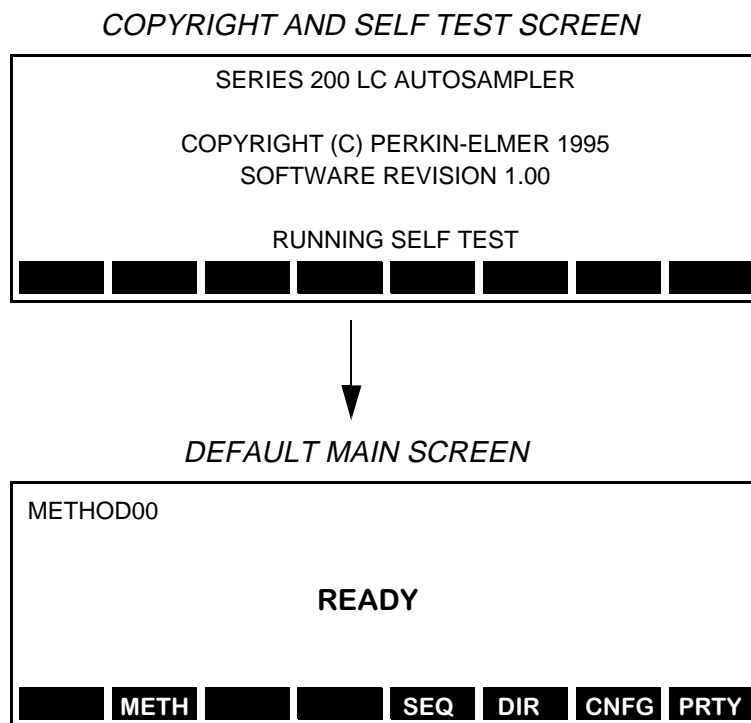 COPYRIGHT AND SELF TEST SCREEN
SERIES 200 LC AUTOSAMPLER
COPYRIGHT (C) PERKIN-ELMER 1995
SOFTWARE REVISION 1.00
RUNNING SELF TEST
DEFAULT MAIN SCREEN
METHOD00
READY
METH SEQ DIR CNFG PRTY